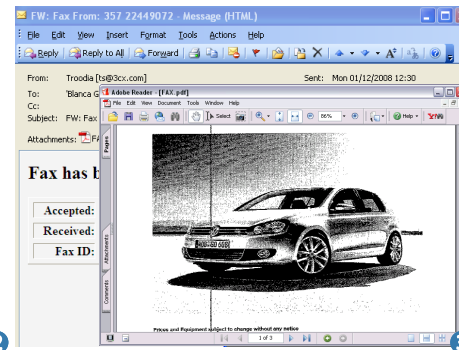 FW: Fax From: 357 22449072 - Message (HTML)
File Edit View Insert Format Tools Actions Help
Reply Reply to All Forward
From: Troodia [ts@3cx.com] Sent: Mon 01/12/2008 12:30
To: 'Blanca G
Cc:
Subject: FW: Fax
Attachments: FA
Adobe Reader - [FAX.pdf]
File Edit View Document Tools Window Help
Select 86% Help
Pages
Attachments
Comments
Fax has b
Accepted:
Received:
Fax ID:
Prices and Equipment subject to change without any notice
1 of 3